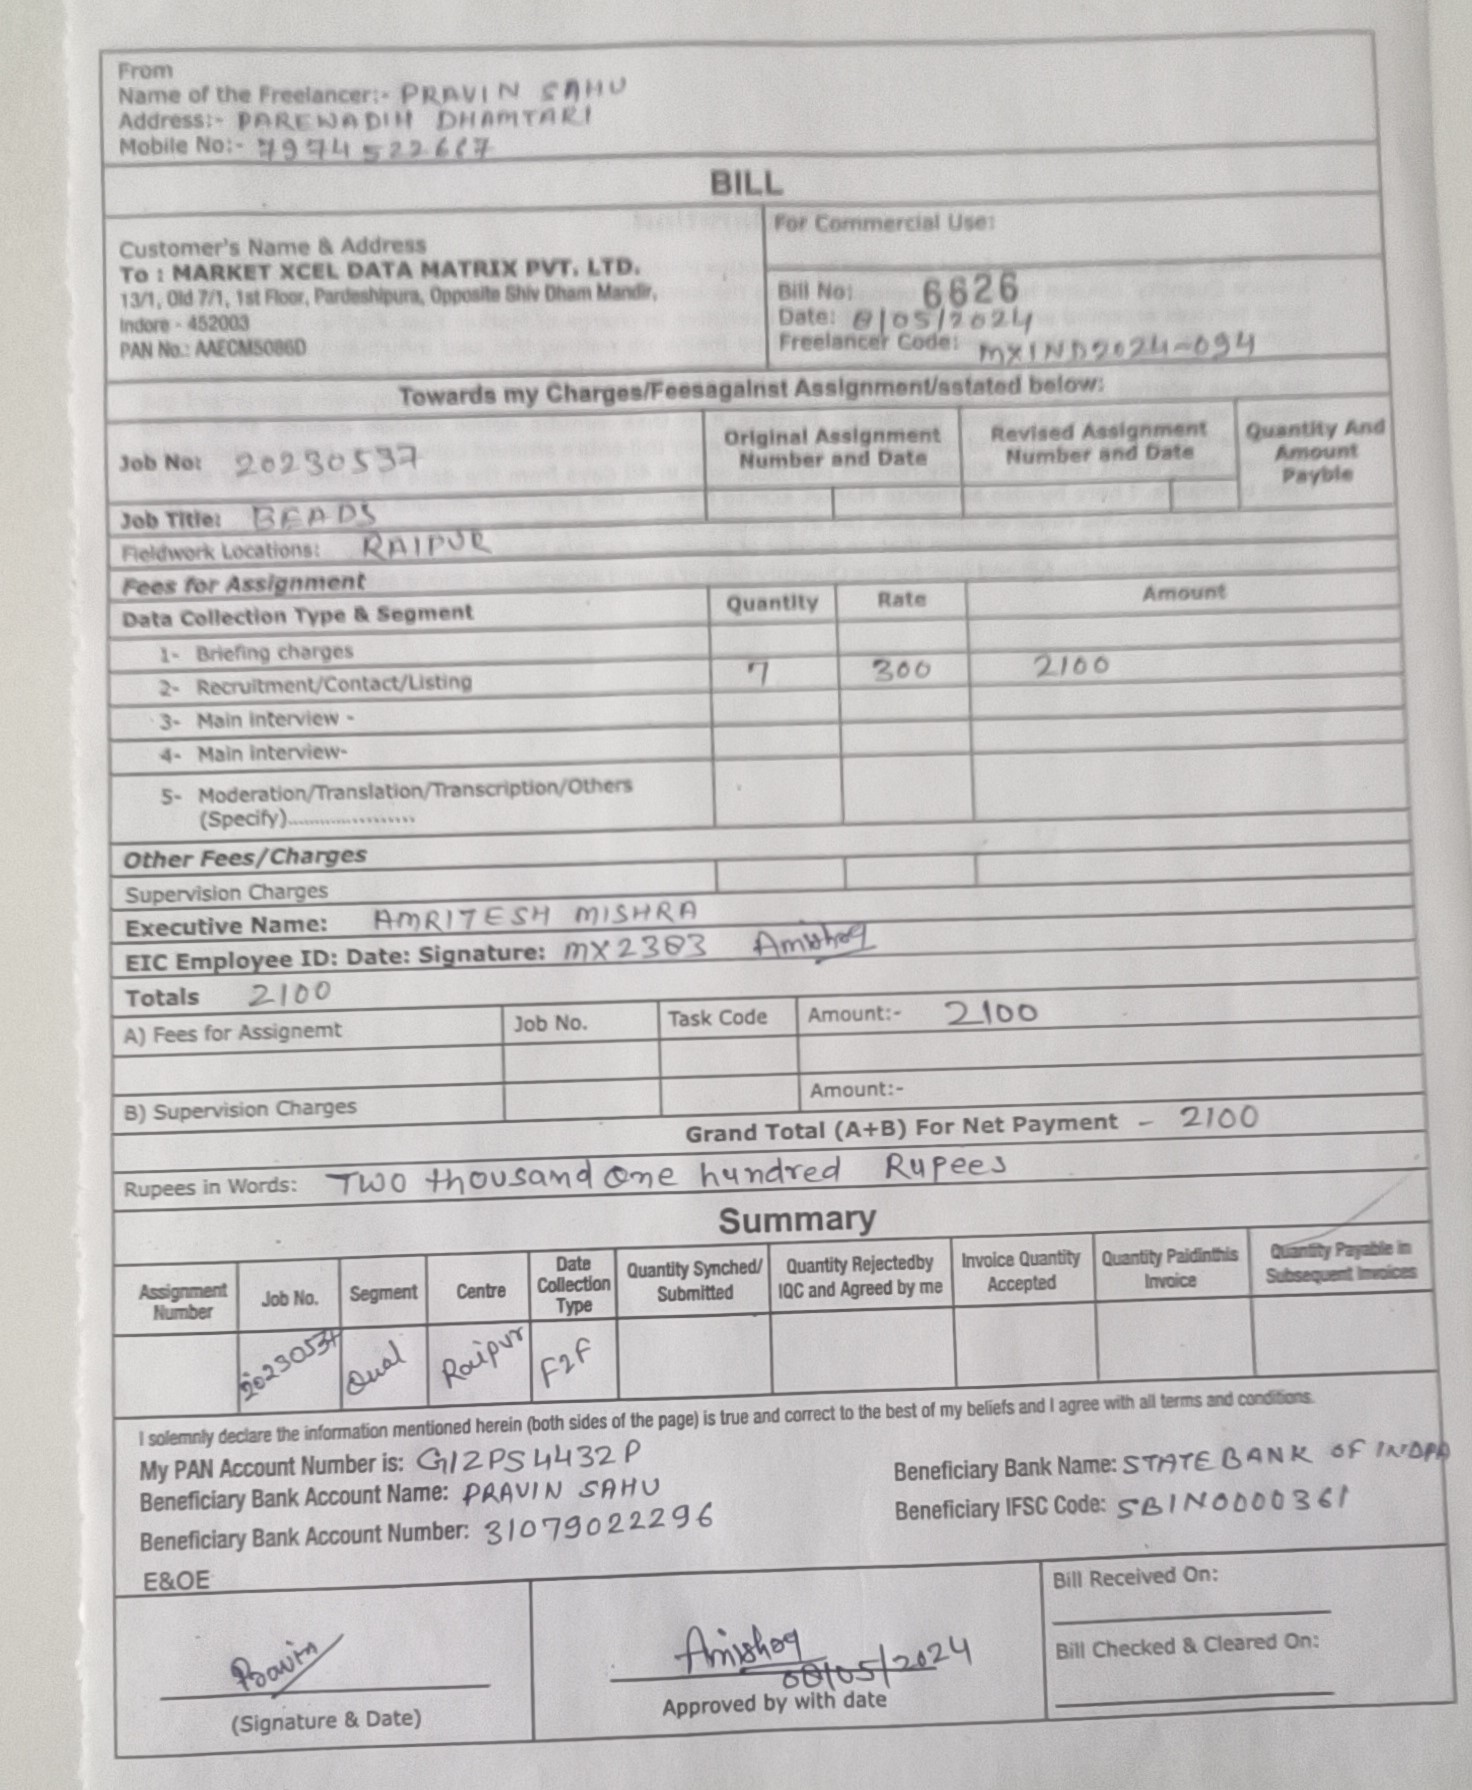 From
Name of the Freelancer:- PRAVIN SAHU
Address:- PAREWADIH DHAMTARI
Mobile No:- 7974522667
BILL
Customer's Name & Address
To : MARKET XCEL DATA MATRIX PVT. LTD.
13/1, Old 7/1, 1st Floor, Pardeshipura, Opposite Shiv Dham Mandir,
Indore - 452003
PAN No.: AAECM5086D
For Commercial Use:
Bill No: 6626
Date: 8/05/2024
Freelancer Code: MXIND2024-094
Towards my Charges/Feesagainst Assignment/sstated below:
Job No: 20230537
Original Assignment Number and Date
Revised Assignment Number and Date
Quantity And Amount Payble
Job Title: BEADS
Fieldwork Locations: RAIPUR
Fees for Assignment
Data Collection Type & Segment Quantity Rate Amount
1- Briefing charges
2- Recruitment/Contact/Listing 7 300 2100
3- Main interview -
4- Main interview-
5- Moderation/Translation/Transcription/Others
(Specify)....................
Other Fees/Charges
Supervision Charges
Executive Name: AMRITESH MISHRA
EIC Employee ID: Date: Signature: MX2303
Totals 2100
A) Fees for Assignemt Job No. Task Code Amount:- 2100
B) Supervision Charges Amount:-
Grand Total (A+B) For Net Payment - 2100
Rupees in Words: Two thousand One hundred Rupees
Summary
Assignment Number
Job No.
Segment
Centre
Date Collection Type
Quantity Synched/ Submitted
Quantity Rejectedby IQC and Agreed by me
Invoice Quantity Accepted
Quantity Paidinthis Invoice
Quantity Payable in Subsequent Invoices
20230537 Qual Raipur F2F
I solemnly declare the information mentioned herein (both sides of the page) is true and correct to the best of my beliefs and I agree with all terms and conditions.
My PAN Account Number is: GIZPS4432P
Beneficiary Bank Account Name: PRAVIN SAHU
Beneficiary Bank Account Number: 31079022296
Beneficiary Bank Name: STATE BANK OF INDIA
Beneficiary IFSC Code: SBIN0000361
E&OE
(Signature & Date)
08/05/2024
Approved by with date
Bill Received On:
Bill Checked & Cleared On: